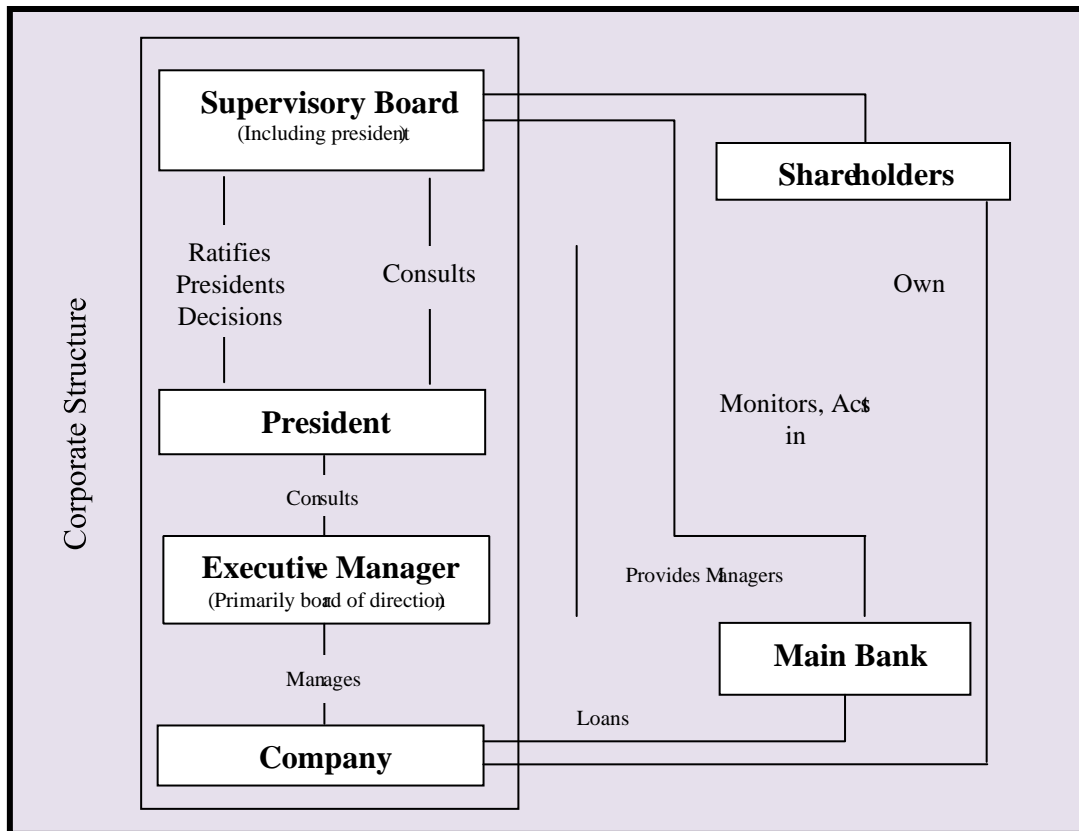 Supervisory Board
(Including president)
Shareholders
Ratifies
Presidents
Decisions
Consults
Own
Corporate Structure
President
Monitors, Acts
in
Consults
Executive Manager
(Primarily board of direction)
Provides Managers
Main Bank
Manages
Loans
Company